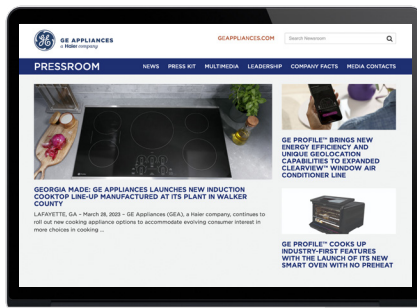 GE APPLIANCES
a Haier company
GEAPPLIANCES.COM
Search Newsroom
PRESSROOM
NEWS PRESS KIT MULTIMEDIA LEADERSHIP COMPANY FACTS MEDIA CONTACTS
GEORGIA MADE: GE APPLIANCES LAUNCHES NEW INDUCTION
COOKTOP LINE-UP MANUFACTURED AT ITS PLANT IN WALKER
COUNTY
LAFAYETTE, GA – March 28, 2023 – GE Appliances (GEA), a Haier company, continues to
roll out new cooking appliance options to accommodate evolving consumer interest in
more choices in cooking ...
GE PROFILE™ BRINGS NEW
ENERGY EFFICIENCY AND
UNIQUE GEOLOCATION
CAPABILITIES TO EXPANDED
CLEARVIEW™ WINDOW AIR
CONDITIONER LINE
GE PROFILE™ COOKS UP
INDUSTRY-FIRST FEATURES
WITH THE LAUNCH OF ITS NEW
SMART OVEN WITH NO PREHEAT